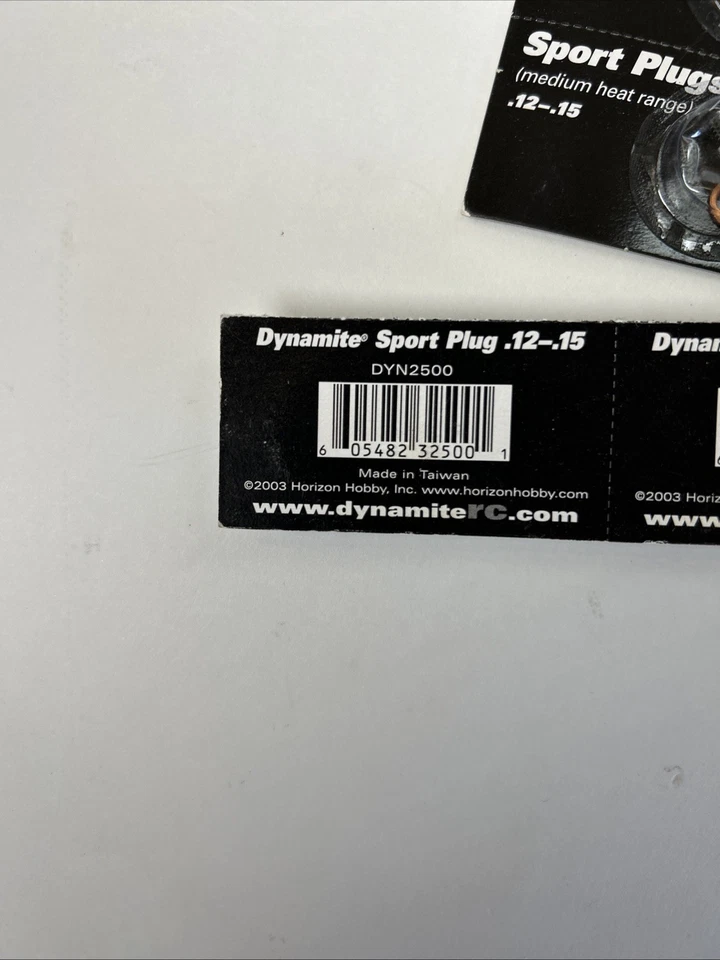 Sport Plugs
(medium heat range)
.12–.15
Dynamite® Sport Plug .12–.15
DYN2500
6 05482 32500 1
Made in Taiwan
©2003 Horizon Hobby, Inc. www.horizonhobby.com
www.dynamiterc.com
Dynam
©2003 Horiz
www